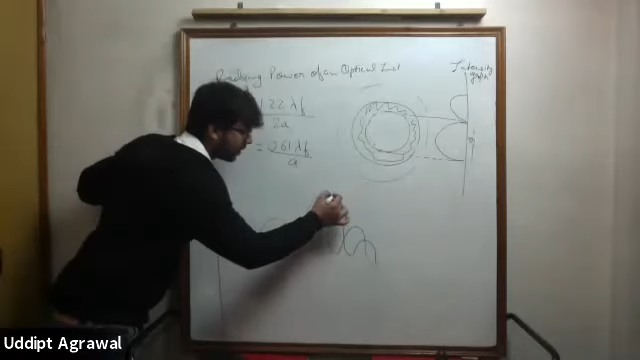 Resolving Power of an Optical Inst
Intensity
graph
1.22 λf
2a
= 0.61 λf
a
Uddipt Agrawal